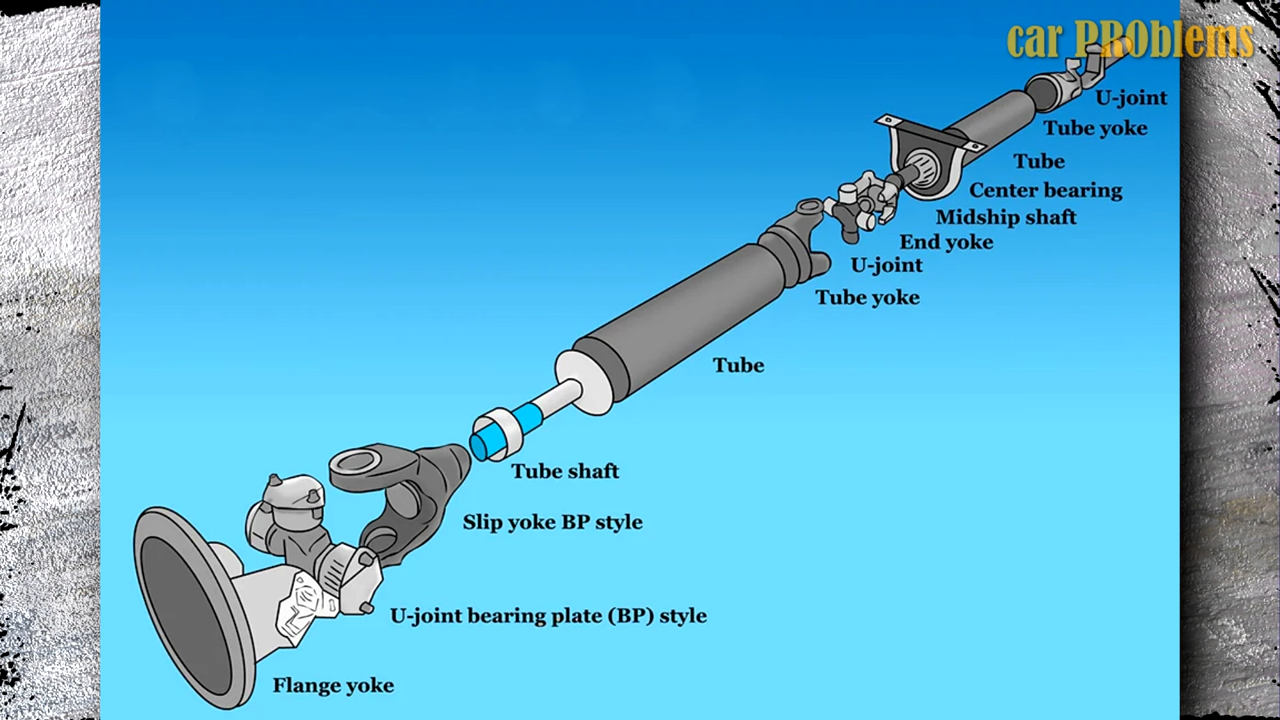 car PROblems
U-joint
Tube yoke
Tube
Center bearing
Midship shaft
End yoke
U-joint
Tube yoke
Tube
Tube shaft
Slip yoke BP style
U-joint bearing plate (BP) style
Flange yoke